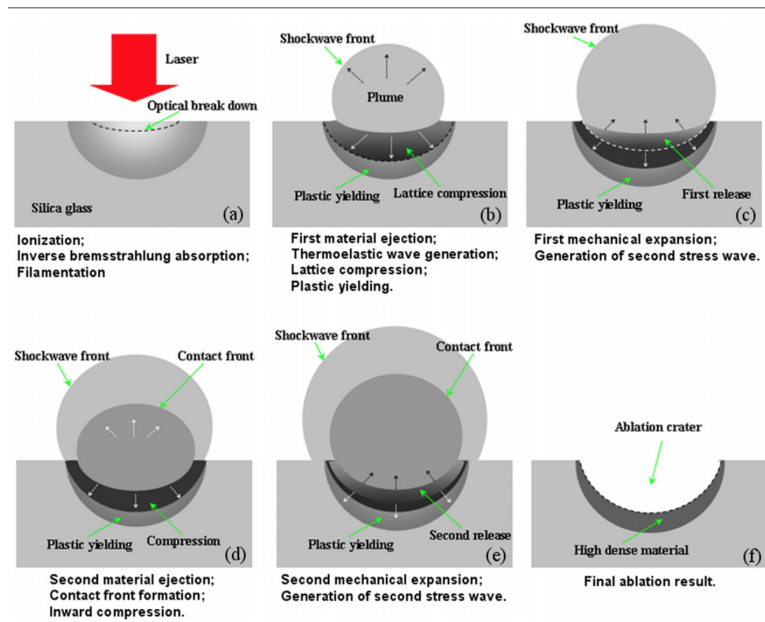 Laser
Optical break down
Silica glass
(a)
Ionization;
Inverse bremsstrahlung absorption;
Filamentation
Shockwave front
Plume
Plastic yielding
Lattice compression
(b)
First material ejection;
Thermoelastic wave generation;
Lattice compression;
Plastic yielding.
Shockwave front
Plastic yielding
First release
(c)
First mechanical expansion;
Generation of second stress wave.
Shockwave front
Contact front
Plastic yielding
Compression
(d)
Second material ejection;
Contact front formation;
Inward compression.
Shockwave front
Contact front
Second release
Plastic yielding
(e)
Second mechanical expansion;
Generation of second stress wave.
Ablation crater
High dense material
(f)
Final ablation result.